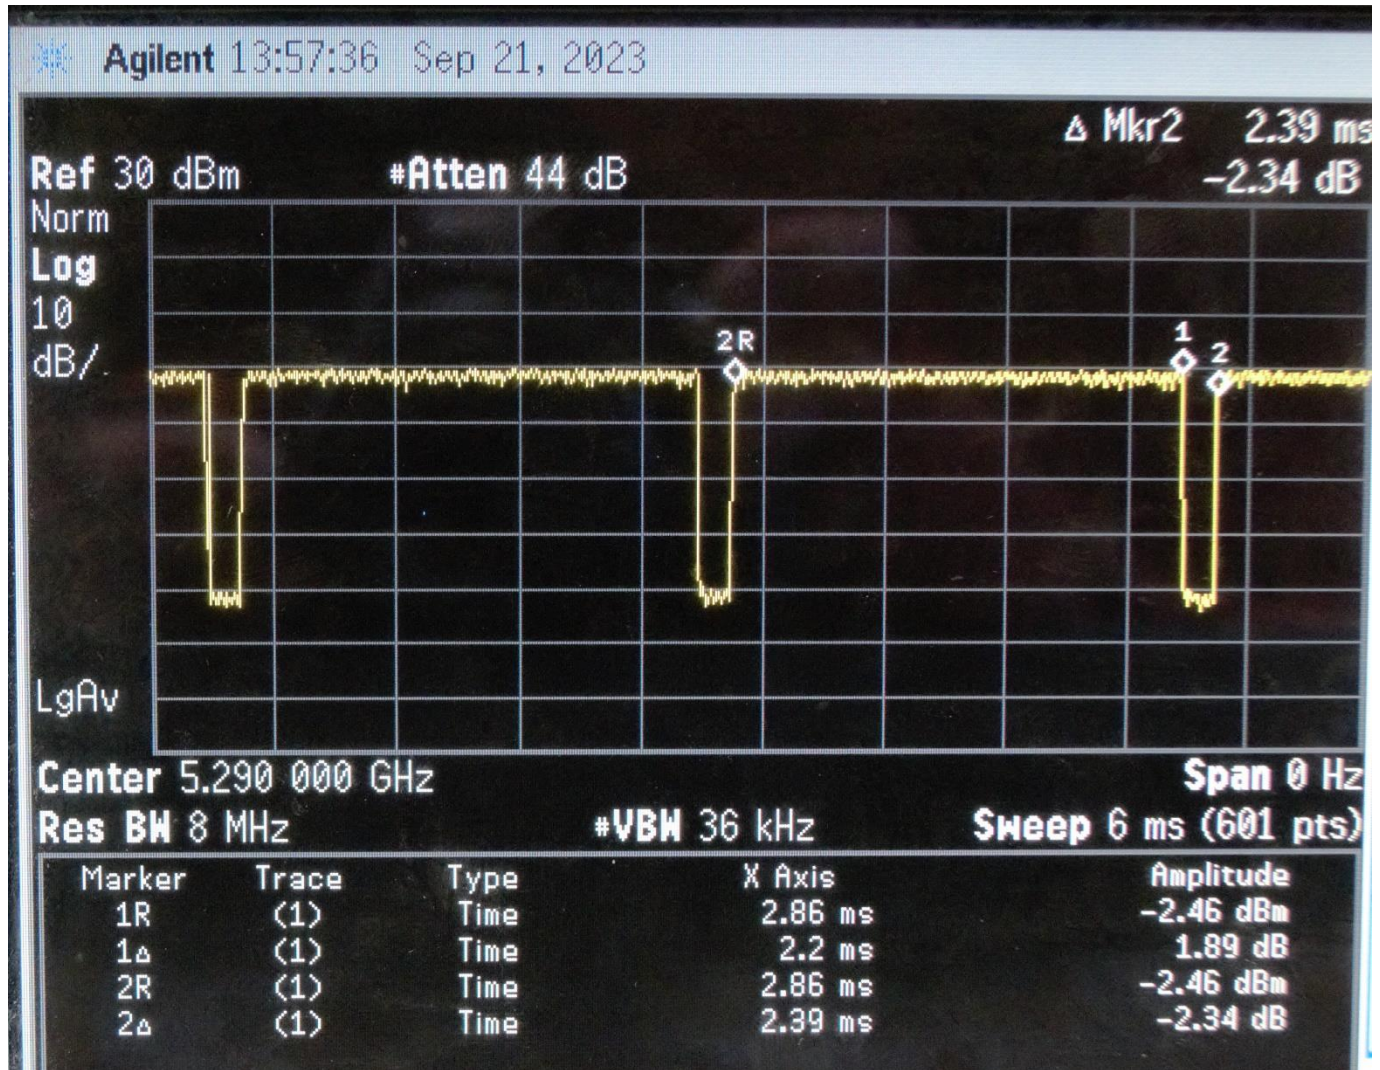 Agilent 13:57:36 Sep 21, 2023
Δ Mkr2 2.39 ms
Ref 30 dBm #Atten 44 dB -2.34 dB
Norm
Log
10
dB/
2R
1
2
LgAv
Center 5.290 000 GHz Span 0 Hz
Res BW 8 MHz #VBW 36 kHz Sweep 6 ms (601 pts)
Marker Trace Type X Axis Amplitude
1R (1) Time 2.86 ms -2.46 dBm
1Δ (1) Time 2.2 ms 1.89 dB
2R (1) Time 2.86 ms -2.46 dBm
2Δ (1) Time 2.39 ms -2.34 dB